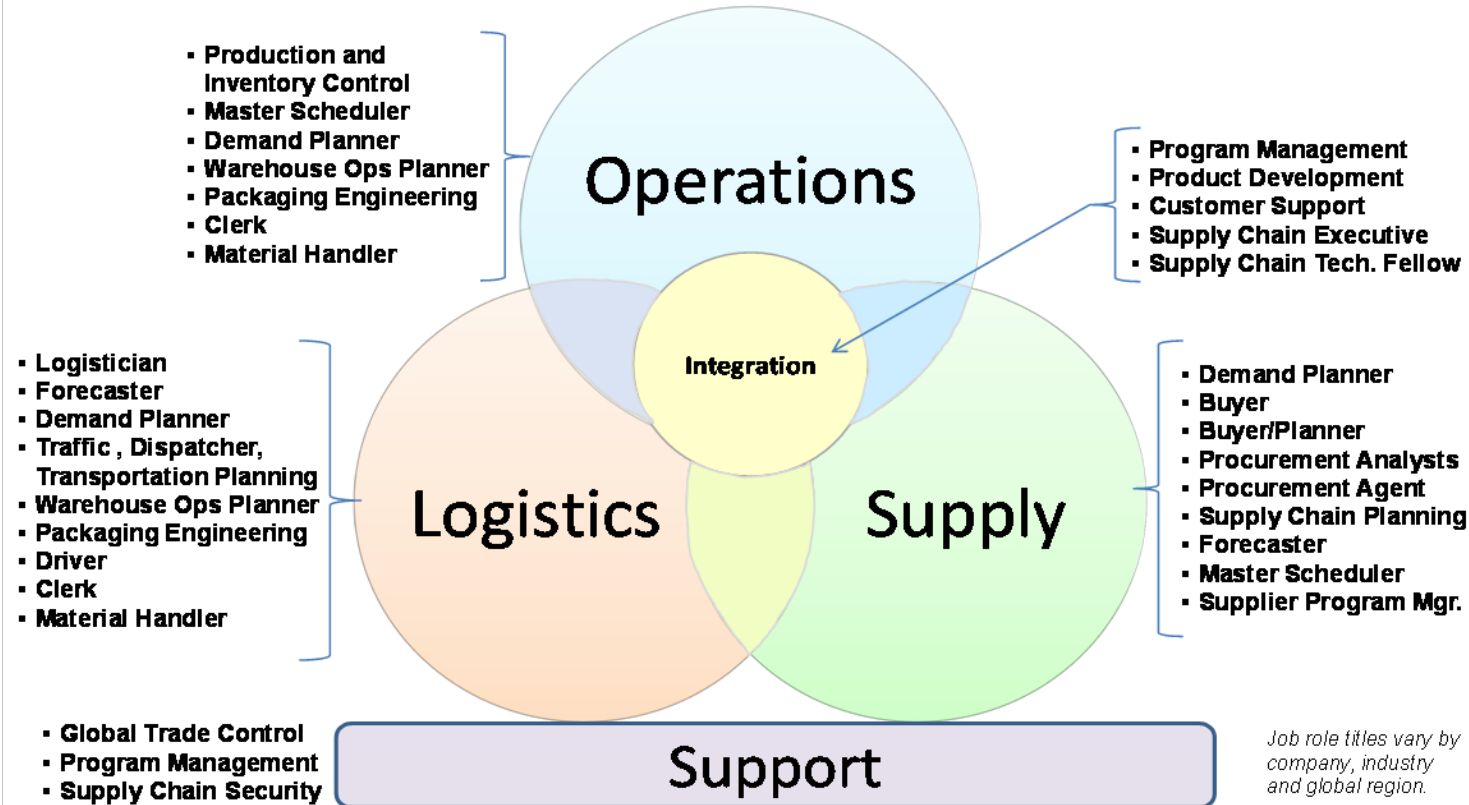 ▪ Production and
Inventory Control
▪ Master Scheduler
▪ Demand Planner
▪ Warehouse Ops Planner
▪ Packaging Engineering
▪ Clerk
▪ Material Handler
Operations
▪ Program Management
▪ Product Development
▪ Customer Support
▪ Supply Chain Executive
▪ Supply Chain Tech. Fellow
Integration
▪ Logistician
▪ Forecaster
▪ Demand Planner
▪ Traffic , Dispatcher,
Transportation Planning
▪ Warehouse Ops Planner
▪ Packaging Engineering
▪ Driver
▪ Clerk
▪ Material Handler
Logistics
Supply
▪ Demand Planner
▪ Buyer
▪ Buyer/Planner
▪ Procurement Analysts
▪ Procurement Agent
▪ Supply Chain Planning
▪ Forecaster
▪ Master Scheduler
▪ Supplier Program Mgr.
▪ Global Trade Control
▪ Program Management
▪ Supply Chain Security
Support
Job role titles vary by
company, industry
and global region.